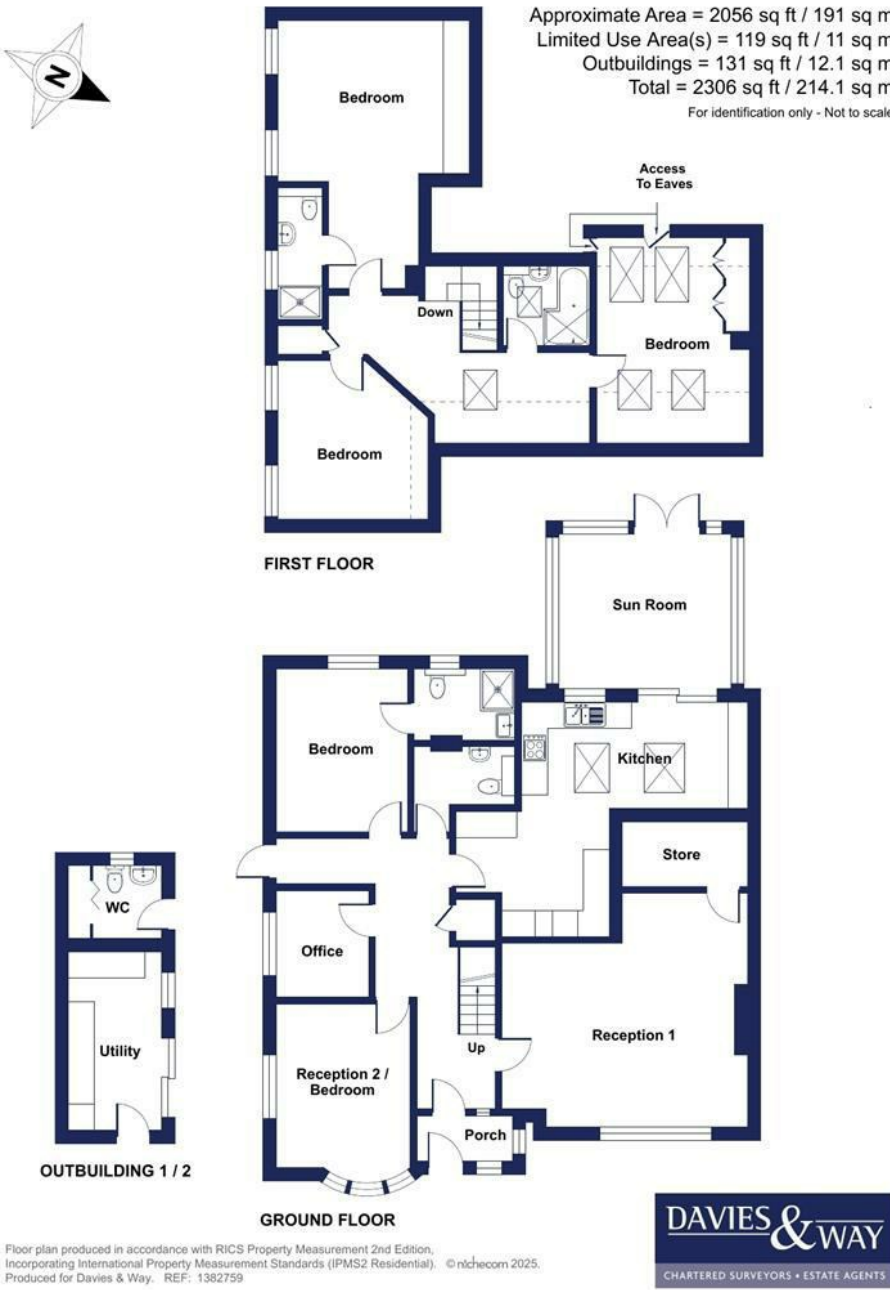 Approximate Area = 2056 sq ft / 191 sq m
Limited Use Area(s) = 119 sq ft / 11 sq m
Outbuildings = 131 sq ft / 12.1 sq m
Total = 2306 sq ft / 214.1 sq m
For identification only - Not to scale
N
Bedroom
Access
To Eaves
Down
Bedroom
Bedroom
FIRST FLOOR
Sun Room
Bedroom
Kitchen
Store
WC
Office
Utility
Reception 1
Up
Reception 2 /
Bedroom
Porch
OUTBUILDING 1 / 2
GROUND FLOOR
DAVIES & WAY
CHARTERED SURVEYORS • ESTATE AGENTS
Floor plan produced in accordance with RICS Property Measurement 2nd Edition,
Incorporating International Property Measurement Standards (IPMS2 Residential). © nichecom 2025.
Produced for Davies & Way. REF: 1382759